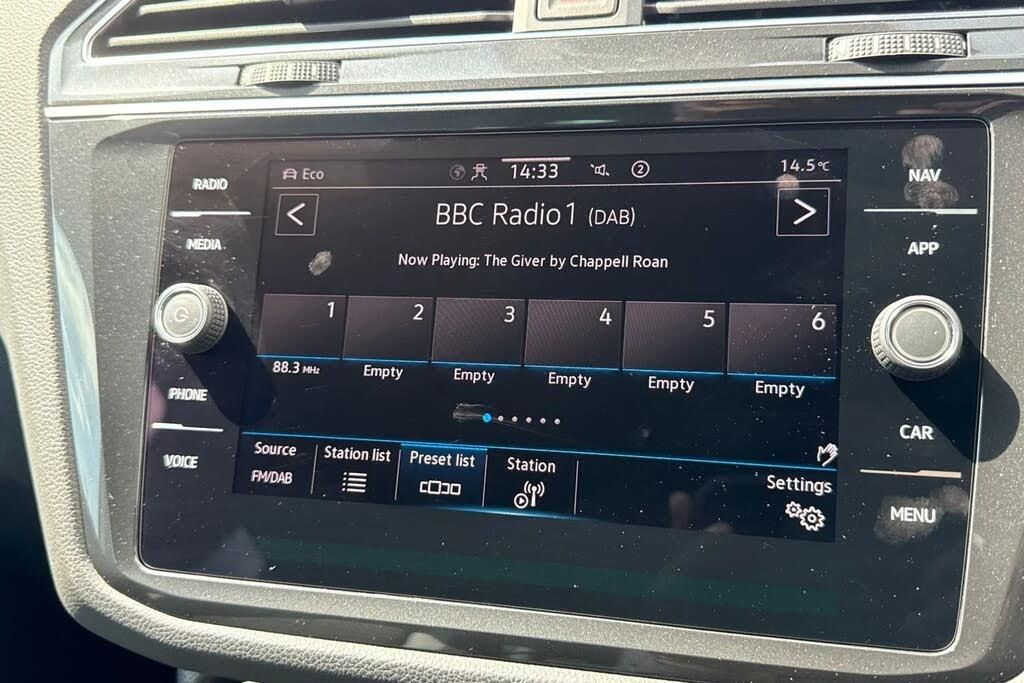 RADIO
MEDIA
PHONE
VOICE
Eco
14:33
2
14.5°C
<
BBC Radio1 (DAB)
>
Now Playing: The Giver by Chappell Roan
1
2
3
4
5
6
88.3 MHz
Empty
Empty
Empty
Empty
Empty
Source
FM/DAB
Station list
Preset list
Station
Settings
NAV
APP
CAR
MENU